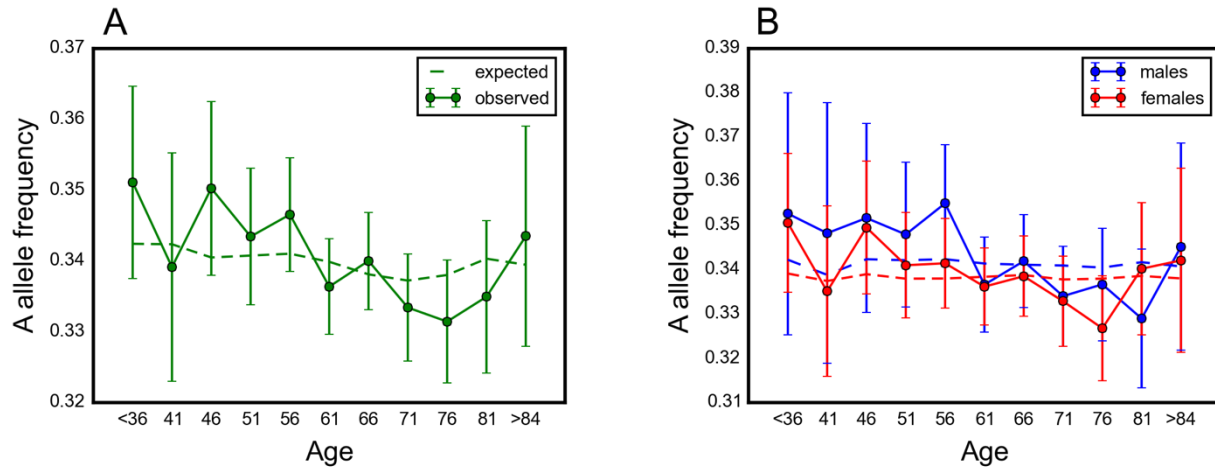 A
0.37
0.36
0.35
0.34
0.33
0.32
A allele frequency
<36 41 46 51 56 61 66 71 76 81 >84
Age
expected
observed
B
0.39
0.38
0.37
0.36
0.35
0.34
0.33
0.32
0.31
A allele frequency
<36 41 46 51 56 61 66 71 76 81 >84
Age
males
females